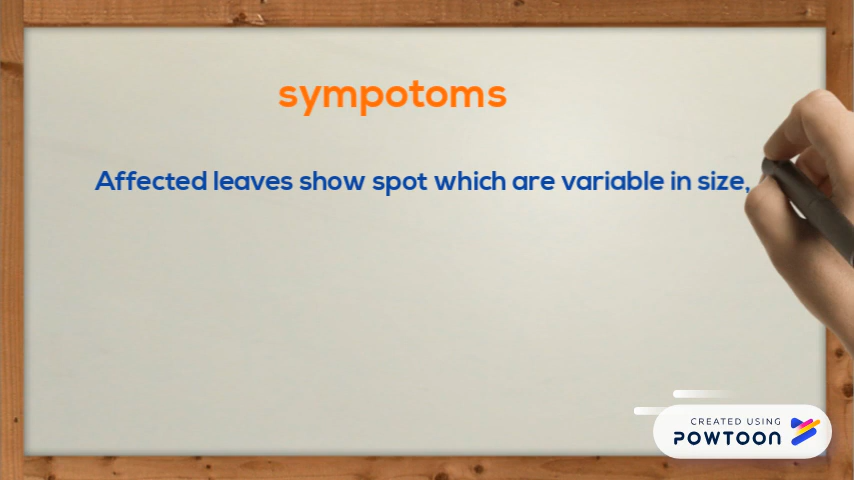 sympotoms
Affected leaves show spot which are variable in size,
CREATED USING
POWTOON